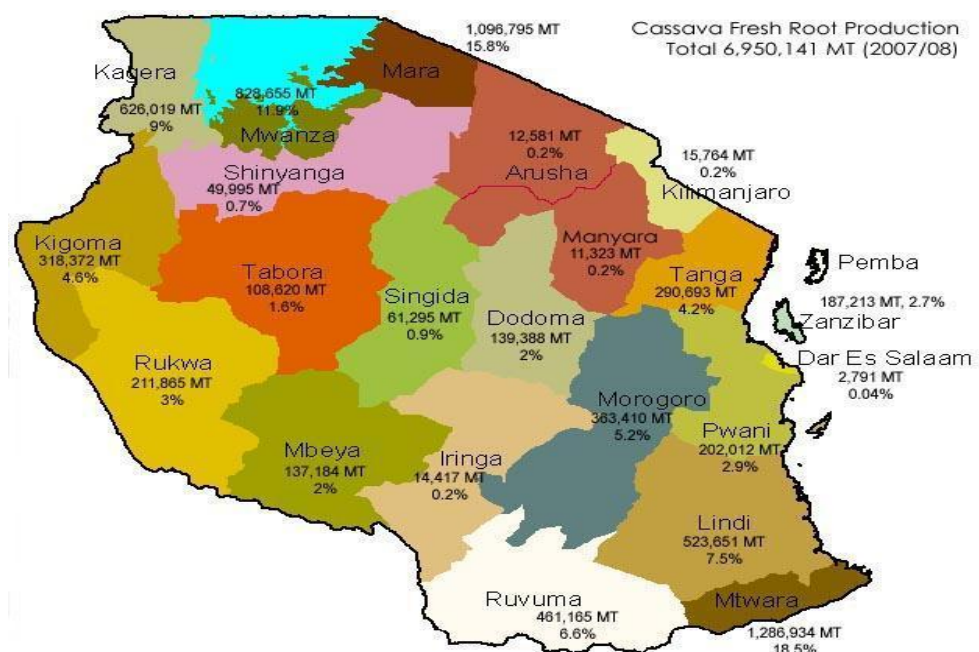 Cassava Fresh Root Production
Total 6,950,141 MT (2007/08)
1,096,795 MT
15.8%
Mara
Kagera
626,019 MT
9%
828,655 MT
11.9%
Mwanza
Shinyanga
49,995 MT
0.7%
12,581 MT
0.2%
Arusha
15,764 MT
0.2%
Kilimanjaro
Kigoma
318,372 MT
4.6%
Tabora
108,620 MT
1.6%
Singida
61,295 MT
0.9%
Manyara
11,323 MT
0.2%
Dodoma
139,388 MT
2%
Tanga
290,693 MT
4.2%
Pemba
187,213 MT, 2.7%
Zanzibar
Dar Es Salaam
2,791 MT
0.04%
Rukwa
211,865 MT
3%
Mbeya
137,184 MT
2%
Iringa
14,417 MT
0.2%
Morogoro
363,410 MT
5.2%
Pwani
202,012 MT
2.9%
Lindi
523,651 MT
7.5%
Ruvuma
461,165 MT
6.6%
Mtwara
1,286,934 MT
18.5%